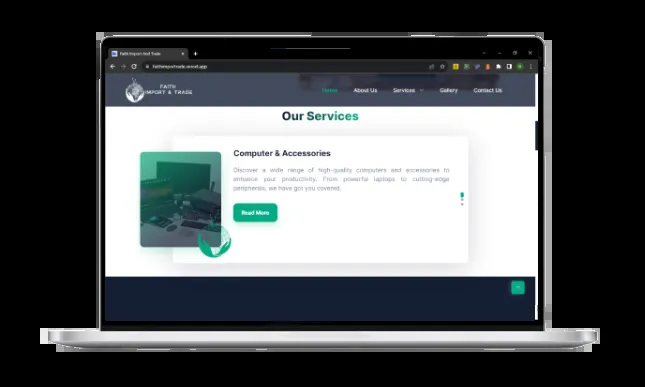 Faith Import And Trade
faithimportrade.vercel.app
FAITH
IMPORT & TRADE
Home
About Us
Services
Gallery
Contact Us
Our Services
Computer & Accessories
Discover a wide range of high-quality computers and accessories to
enhance your productivity. From powerful laptops to cutting-edge
peripherals, we have got you covered.
Read More